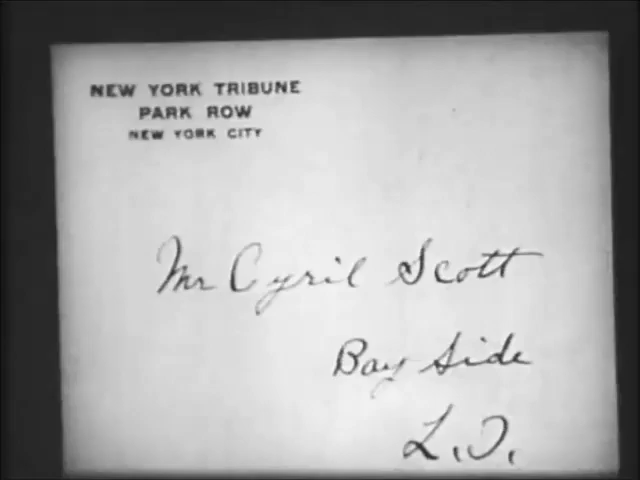 NEW YORK TRIBUNE
PARK ROW
NEW YORK CITY
Mr Cyril Scott
Bay Side
L.I.